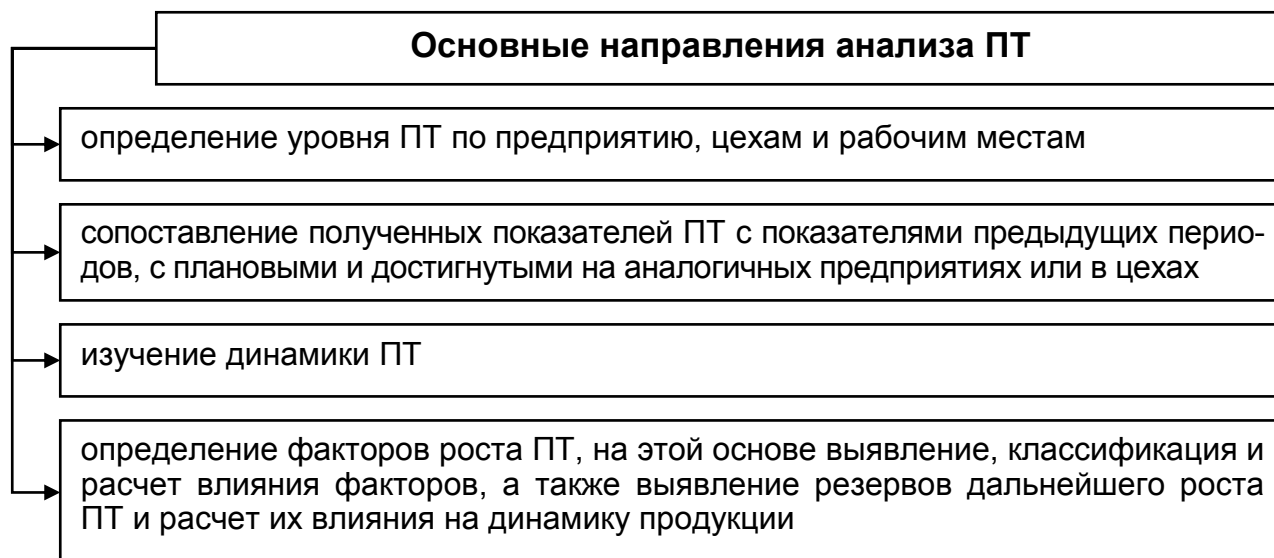 Основные направления анализа ПТ
определение уровня ПТ по предприятию, цехам и рабочим местам
сопоставление полученных показателей ПТ с показателями предыдущих перио-
дов, с плановыми и достигнутыми на аналогичных предприятиях или в цехах
изучение динамики ПТ
определение факторов роста ПТ, на этой основе выявление, классификация и
расчет влияния факторов, а также выявление резервов дальнейшего роста
ПТ и расчет их влияния на динамику продукции